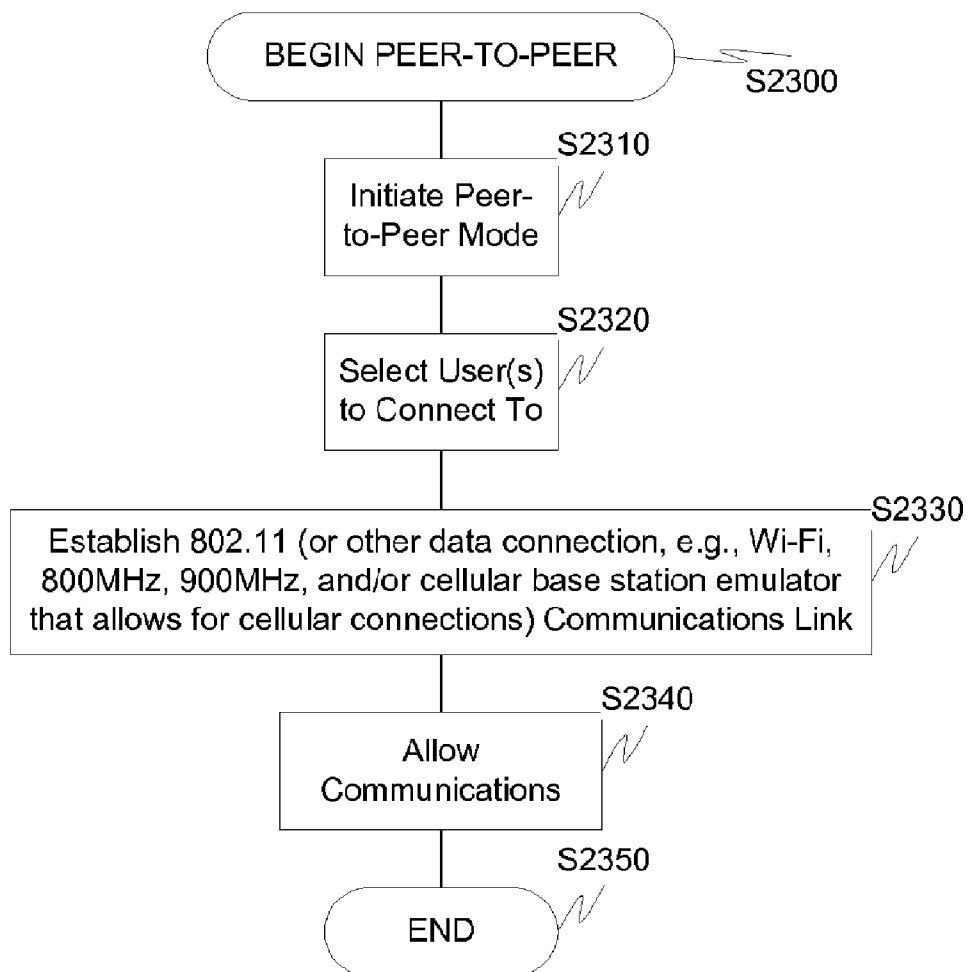 BEGIN PEER-TO-PEER
S2300
S2310
Initiate Peer-
to-Peer Mode
S2320
Select User(s)
to Connect To
S2330
Establish 802.11 (or other data connection, e.g., Wi-Fi,
800MHz, 900MHz, and/or cellular base station emulator
that allows for cellular connections) Communications Link
S2340
Allow
Communications
S2350
END